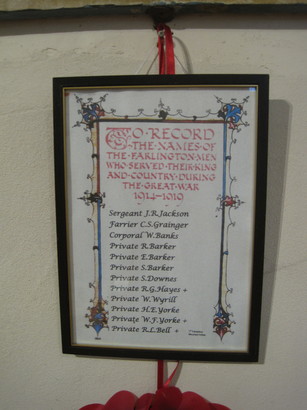 TO·RECORD
·THE·NAMES·OF
THE·FARLINGTON·MEN
WHO·SERVED·THEIR·KING
AND·COUNTRY·DURING
THE·GREAT·WAR
1914-1919
Sergeant J.R.Jackson
Farrier C.S.Grainger
Corporal W.Banks
Private R.Barker
Private E.Barker
Private S.Barker
Private S.Downes
Private R.G.Hayes +
Private W.Wyrill
Private H.E.Yorke
Private W.F.Yorke +
Private R.L.Bell +